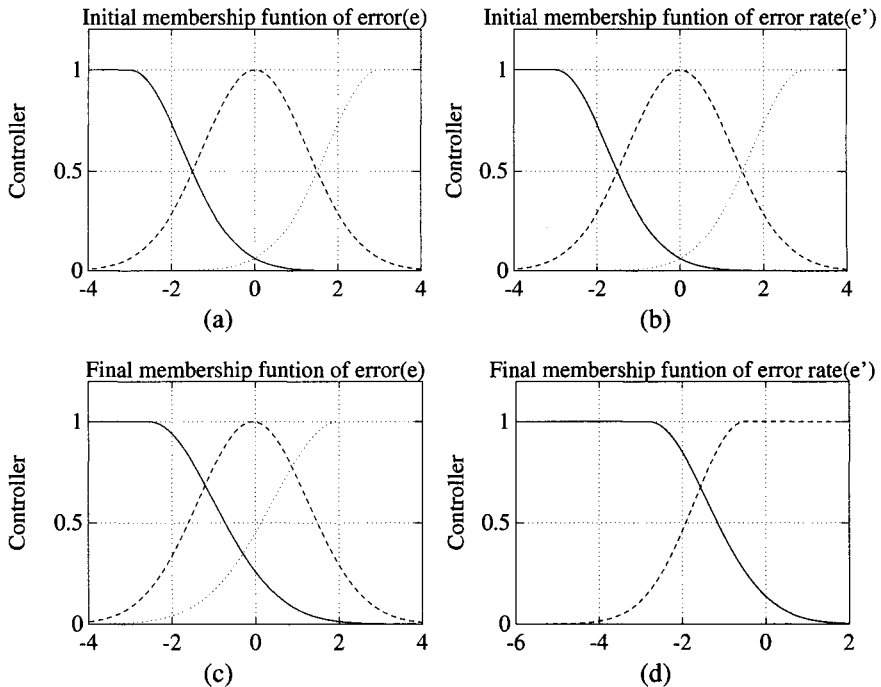 Initial membership funtion of error(e)
Controller
1
0.5
0
-4 -2 0 2 4
(a)
Initial membership funtion of error rate(e')
Controller
1
0.5
0
-4 -2 0 2 4
(b)
Final membership funtion of error(e)
Controller
1
0.5
0
-4 -2 0 2 4
(c)
Final membership funtion of error rate(e')
Controller
1
0.5
0
-6 -4 -2 0 2
(d)